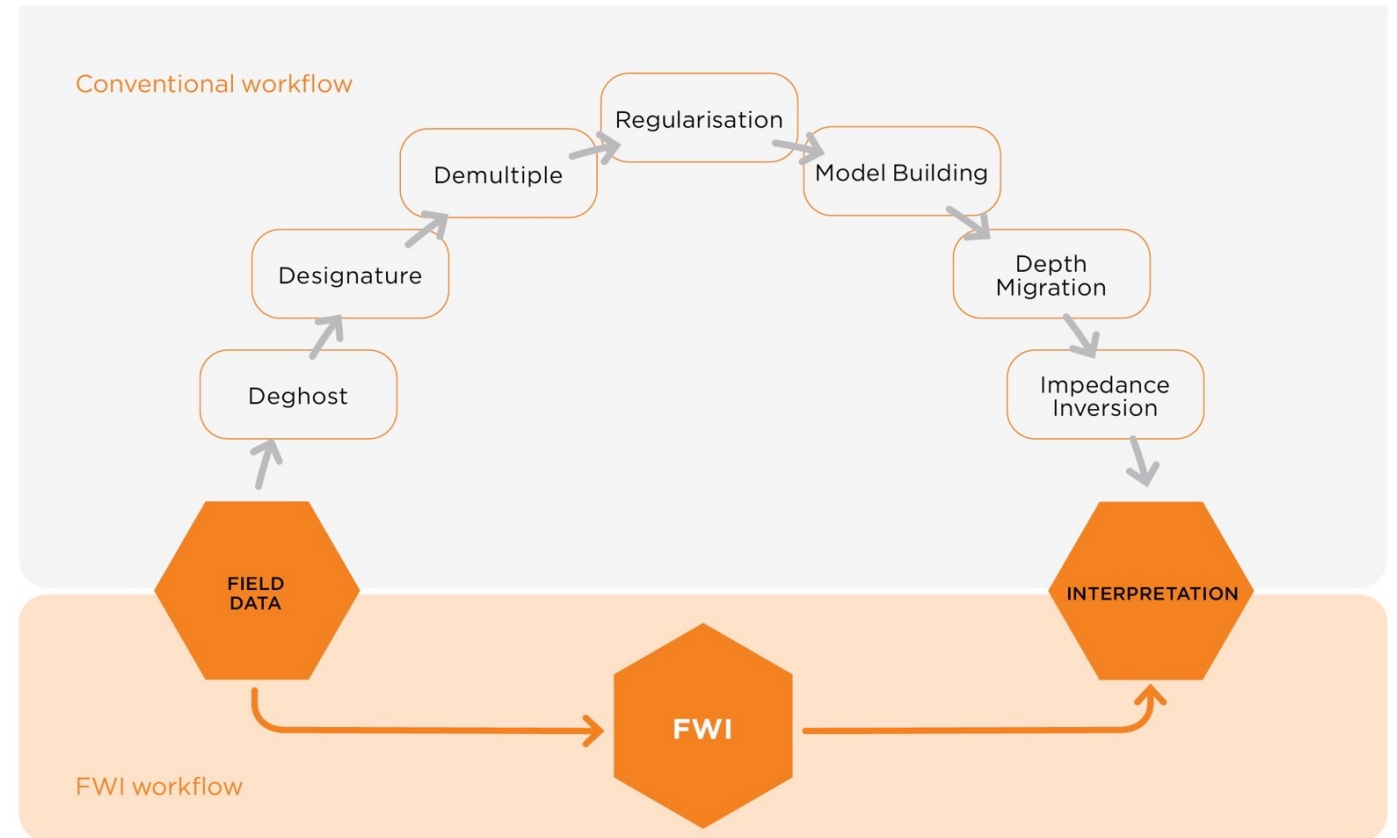 Conventional workflow
Regularisation
Demultiple
Model Building
Designature
Depth
Migration
Deghost
Impedance
Inversion
FIELD
DATA
INTERPRETATION
FWI
FWI workflow